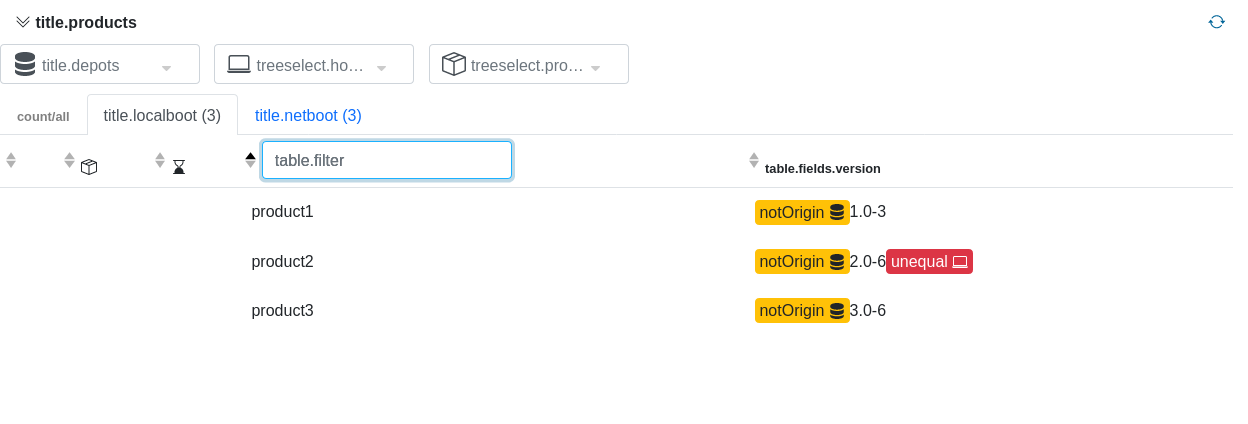 title.products
title.depots treeselect.ho… treeselect.pro…
count/all title.localboot (3) title.netboot (3)
table.filter table.fields.version
product1 notOrigin 1.0-3
product2 notOrigin 2.0-6 unequal
product3 notOrigin 3.0-6